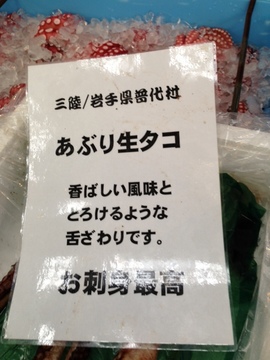 三陸/岩手県普代村
あぶり生タコ
香ばしい風味と
とろけるような
舌ざわりです。
お刺身最高